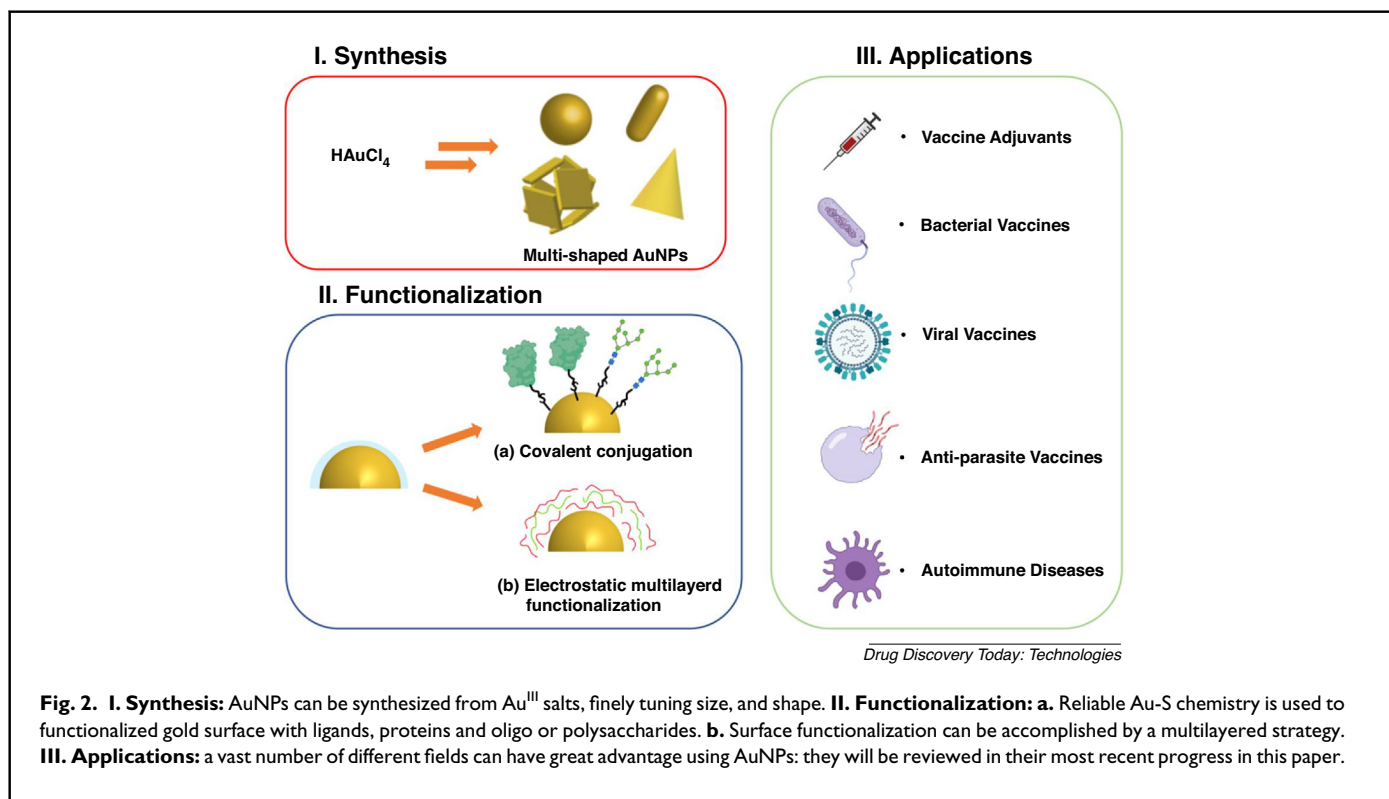 I. Synthesis
HAuCl4
Multi-shaped AuNPs
II. Functionalization
(a) Covalent conjugation
(b) Electrostatic multilayerd
functionalization
III. Applications
• Vaccine Adjuvants
• Bacterial Vaccines
• Viral Vaccines
• Anti-parasite Vaccines
• Autoimmune Diseases
Drug Discovery Today: Technologies
Fig. 2. I. Synthesis: AuNPs can be synthesized from AuIII salts, finely tuning size, and shape. II. Functionalization: a. Reliable Au-S chemistry is used to
functionalized gold surface with ligands, proteins and oligo or polysaccharides. b. Surface functionalization can be accomplished by a multilayered strategy.
III. Applications: a vast number of different fields can have great advantage using AuNPs: they will be reviewed in their most recent progress in this paper.